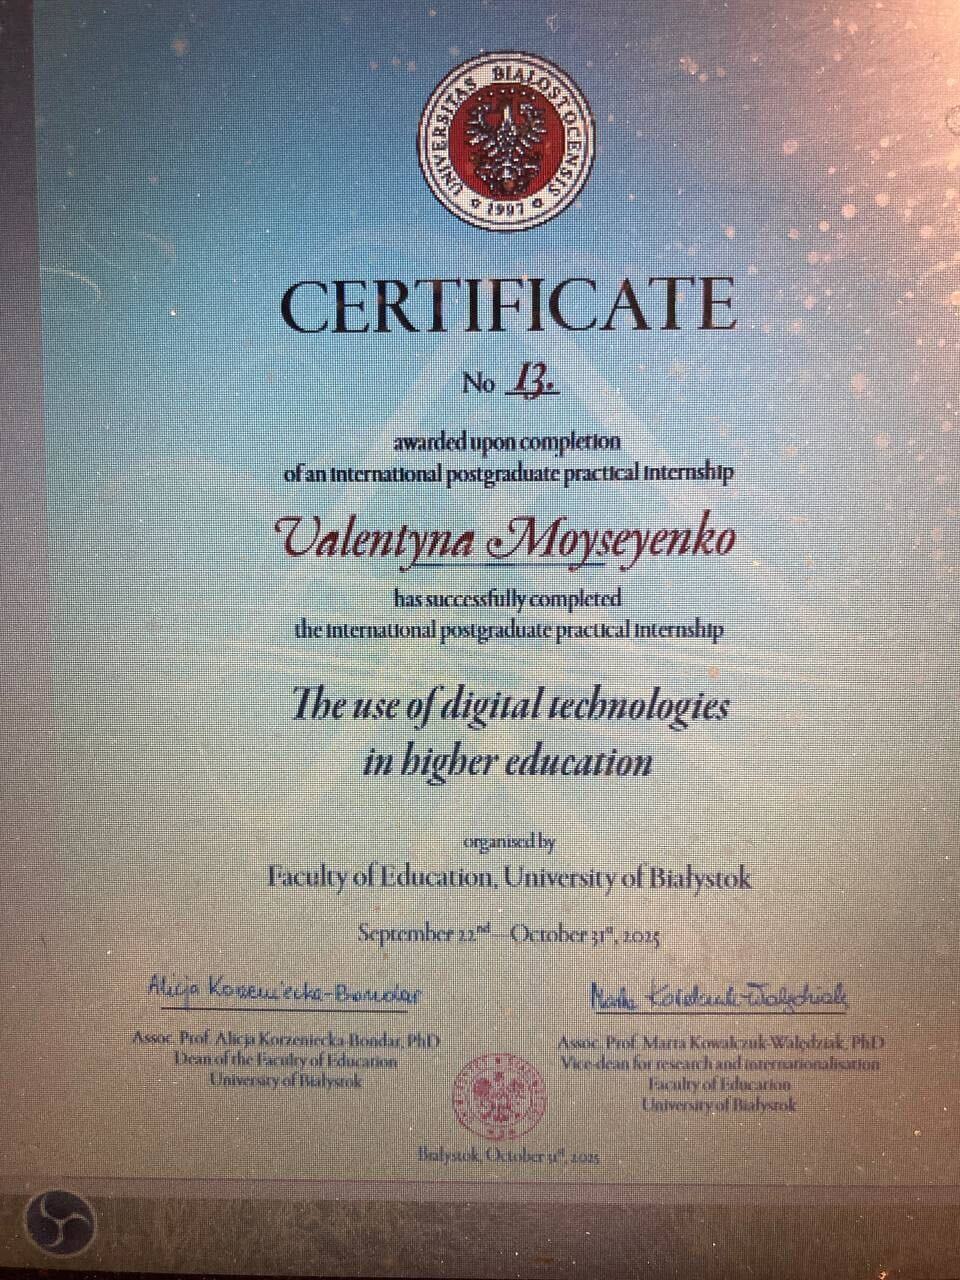 UNIVERSITAS BIALOSTOCENSIS
1997
CERTIFICATE
No 13.
awarded upon completion
of an international postgraduate practical internship
Valentyna Moyseyenko
has successfully completed
the international postgraduate practical internship
The use of digital technologies
in higher education
organised by
Faculty of Education, University of Białystok
September 22nd – October 31st, 2025
Alicja Korzeniecka-Bondar
Assoc. Prof. Alicja Korzeniecka-Bondar, PhD
Dean of the Faculty of Education
University of Białystok
Marta Kowalczuk-Walędziak
Assoc. Prof. Marta Kowalczuk-Walędziak, PhD
Vice-dean for research and internationalisation
Faculty of Education
University of Białystok
Białystok, October 31st, 2025